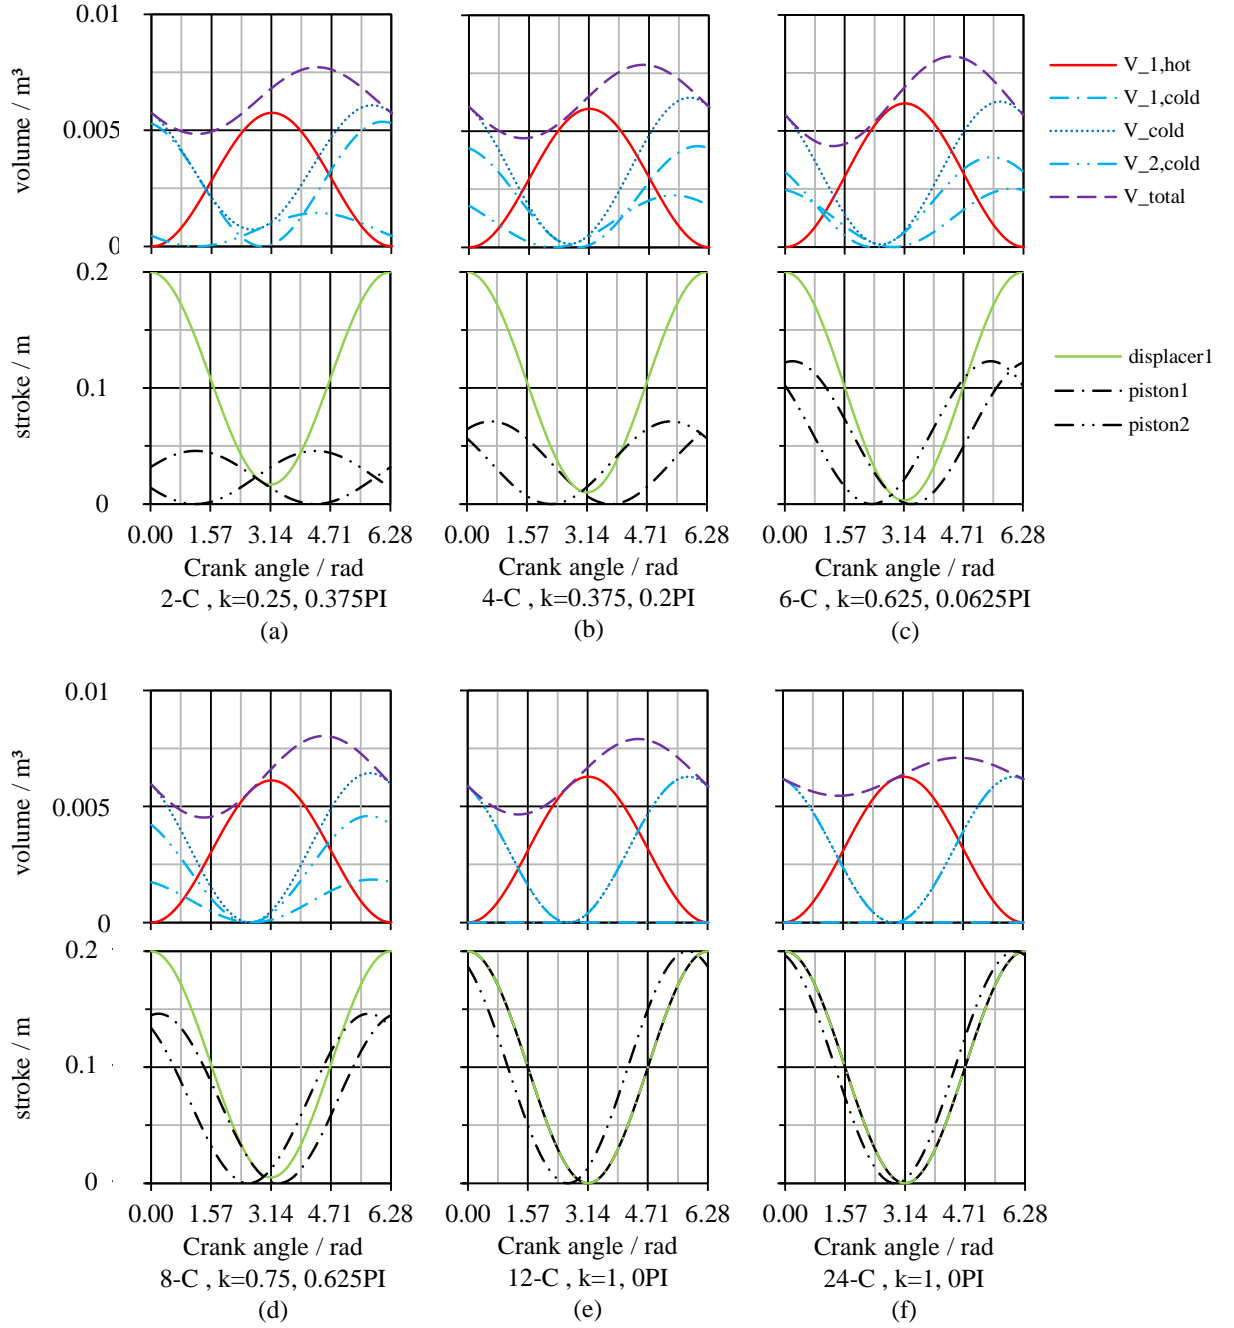 0.01
volume / m³
0.005
0
V_1,hot
V_1,cold
V_cold
V_2,cold
V_total
0.2
stroke / m
0.1
0
displacer1
piston1
piston2
0.00 1.57 3.14 4.71 6.28
0.00 1.57 3.14 4.71 6.28
0.00 1.57 3.14 4.71 6.28
Crank angle / rad
Crank angle / rad
Crank angle / rad
2-C , k=0.25, 0.375PI
4-C , k=0.375, 0.2PI
6-C , k=0.625, 0.0625PI
(a)
(b)
(c)
0.01
volume / m³
0.005
0
0.2
stroke / m
0.1
0
0.00 1.57 3.14 4.71 6.28
0.00 1.57 3.14 4.71 6.28
0.00 1.57 3.14 4.71 6.28
Crank angle / rad
Crank angle / rad
Crank angle / rad
8-C , k=0.75, 0.625PI
12-C , k=1, 0PI
24-C , k=1, 0PI
(d)
(e)
(f)